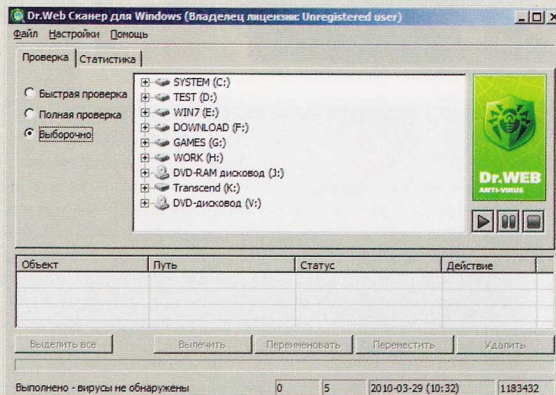 Dr.Web Сканер для Windows (Владелец лицензии: Unregistered user)
Файл Настройки Помощь
Проверка Статистика
Быстрая проверка
Полная проверка
Выборочно
SYSTEM (C:)
TEST (D:)
WIN7 (E:)
DOWNLOAD (F:)
GAMES (G:)
WORK (H:)
DVD-RAM дисковод (J:)
Transcend (K:)
DVD-дисковод (V:)
Dr.WEB
ANTI-VIRUS
Объект Путь Статус Действие
Выделить все Вылечить Переименовать Переместить Удалить
Выполнено - вирусы не обнаружены 0 5 2010-03-29 (10:32) 1183432